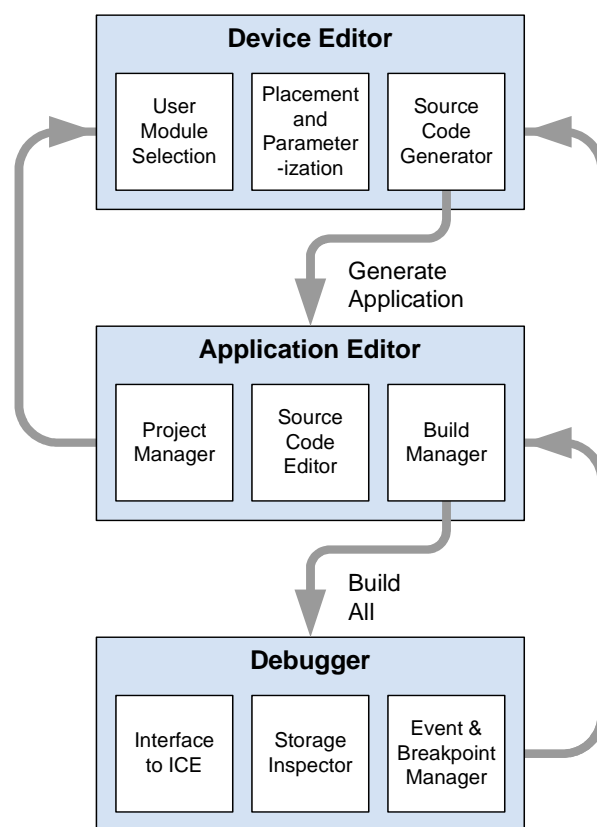 Device Editor
User
Module
Selection
Placement
and
Parameter
-ization
Source
Code
Generator
Generate
Application
Application Editor
Project
Manager
Source
Code
Editor
Build
Manager
Build
All
Debugger
Interface
to ICE
Storage
Inspector
Event &
Breakpoint
Manager